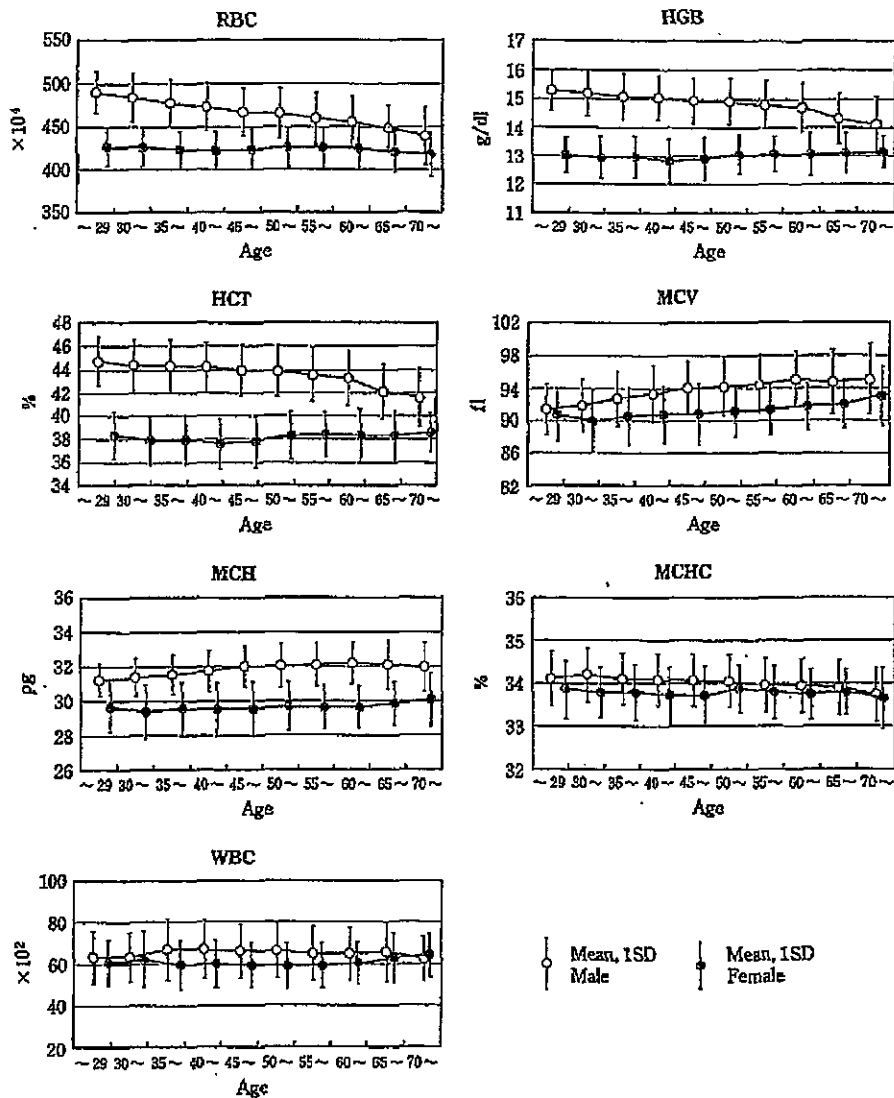 RBC
550
500
450
400
350
×10⁴
～29 30～ 35～ 40～ 45～ 50～ 55～ 60～ 65～ 70～
Age
HGB
17
16
15
14
13
12
11
g/dl
～29 30～ 35～ 40～ 45～ 50～ 55～ 60～ 65～ 70～
Age
HCT
48
46
44
42
40
38
36
34
%
～29 30～ 35～ 40～ 45～ 50～ 55～ 60～ 65～ 70～
Age
MCV
102
98
94
90
86
82
fl
～29 30～ 35～ 40～ 45～ 50～ 55～ 60～ 65～ 70～
Age
MCH
36
34
32
30
28
26
pg
～29 30～ 35～ 40～ 45～ 50～ 55～ 60～ 65～ 70～
Age
MCHC
36
35
34
33
32
%
～29 30～ 35～ 40～ 45～ 50～ 55～ 60～ 65～ 70～
Age
WBC
100
80
60
40
20
×10²
～29 30～ 35～ 40～ 45～ 50～ 55～ 60～ 65～ 70～
Age
Mean, 1SD
Male
Mean, 1SD
Female